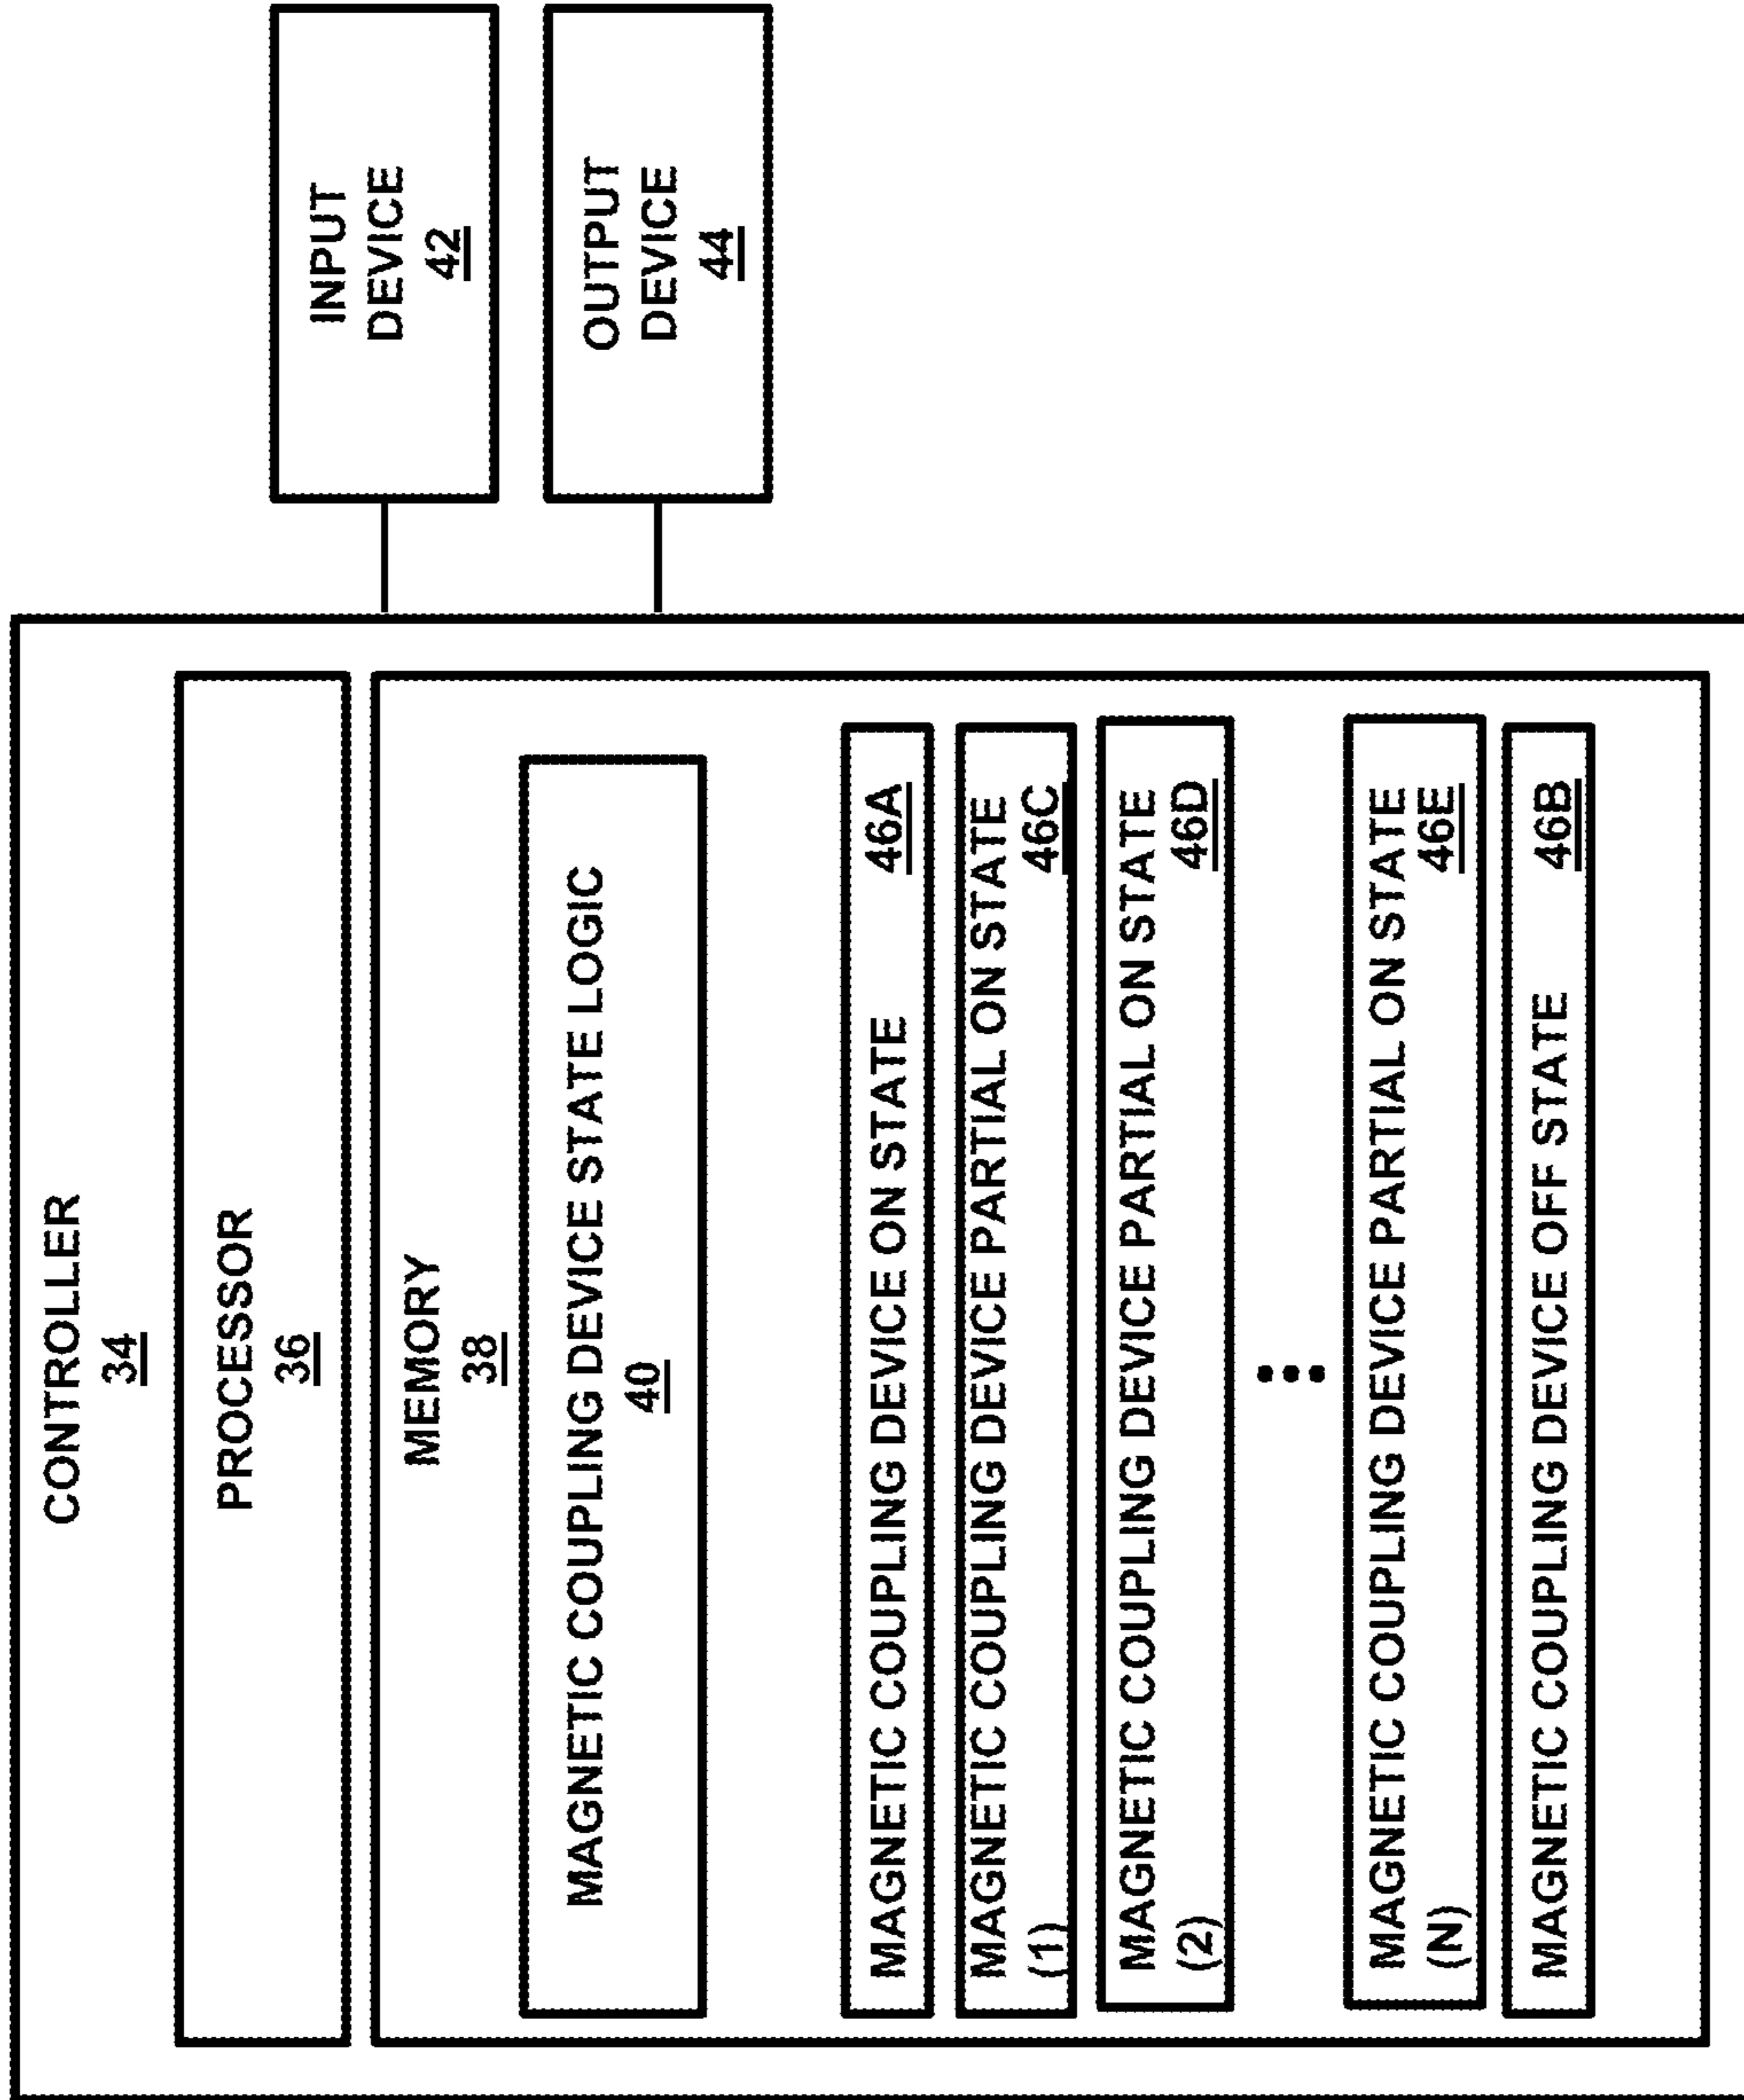 CONTROLLER
34
PROCESSOR
36
MEMORY
38
MAGNETIC COUPLING DEVICE STATE LOGIC
40
MAGNETIC COUPLING DEVICE ON STATE 46A
MAGNETIC COUPLING DEVICE PARTIAL ON STATE
(1) 46C
MAGNETIC COUPLING DEVICE PARTIAL ON STATE
(2) 46D
MAGNETIC COUPLING DEVICE PARTIAL ON STATE
(N) 46E
MAGNETIC COUPLING DEVICE OFF STATE 46B
INPUT
DEVICE
42
OUTPUT
DEVICE
44